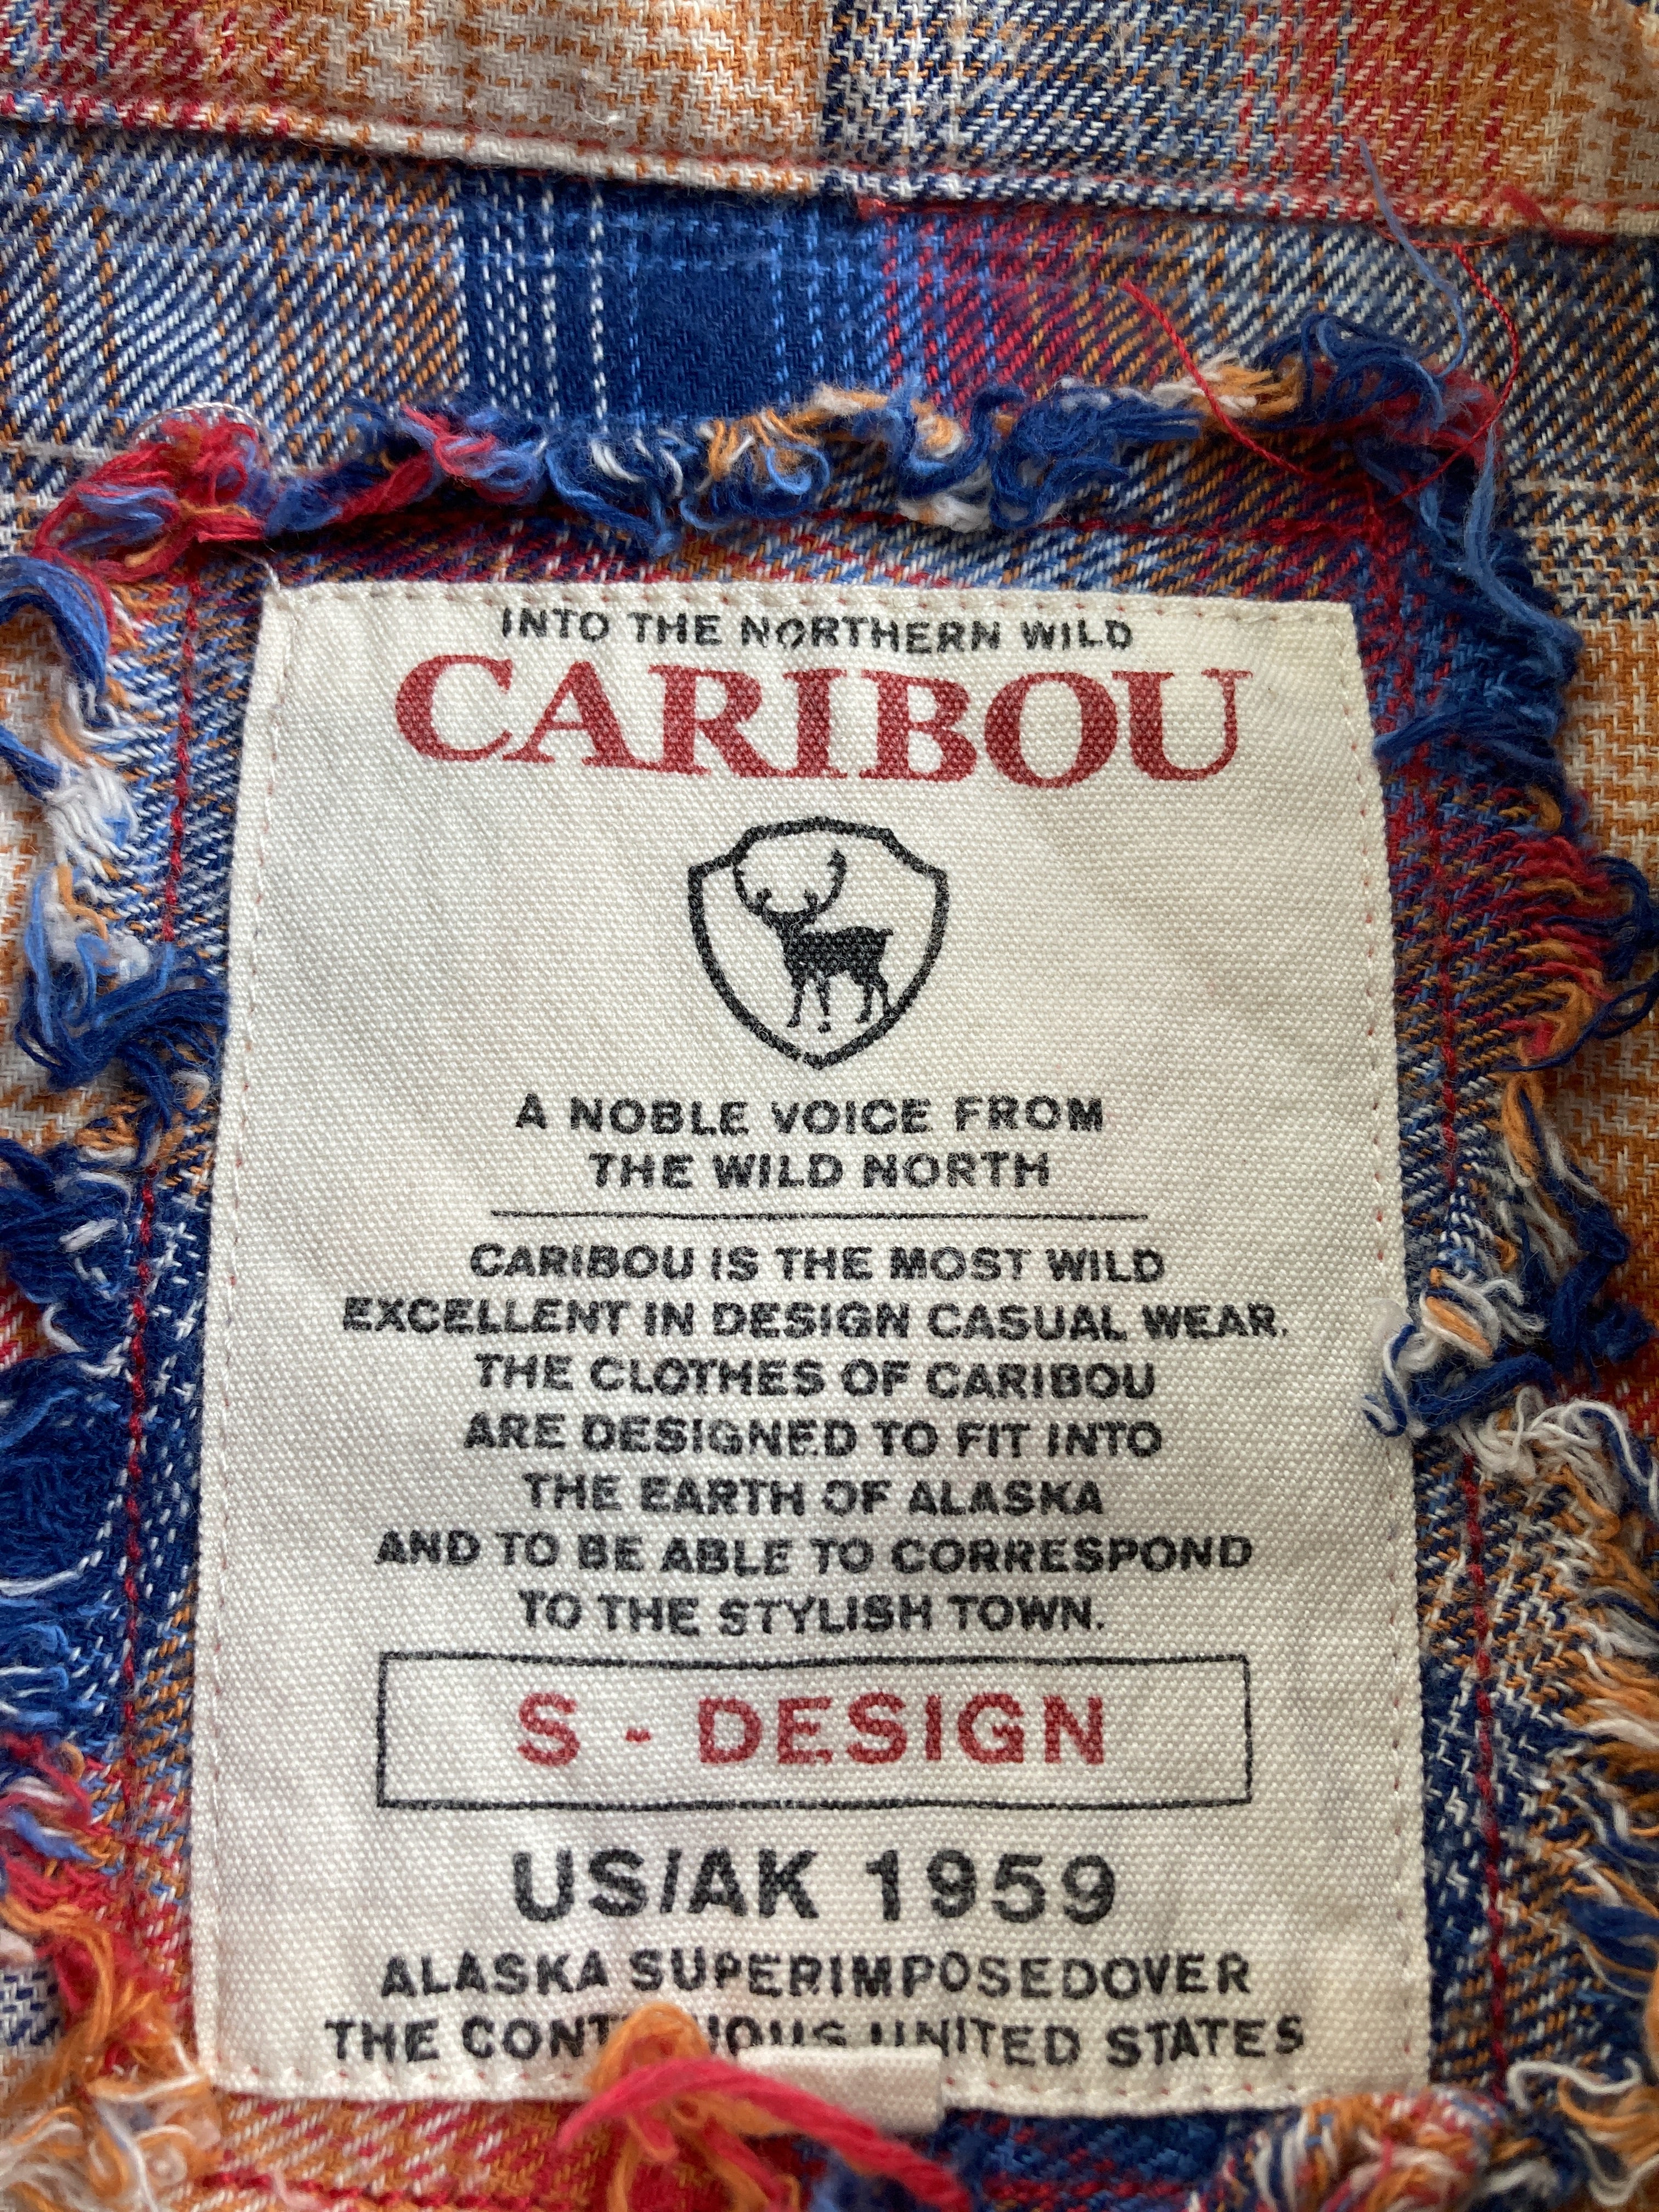 INTO THE NORTHERN WILD
CARIBOU
A NOBLE VOICE FROM
THE WILD NORTH
CARIBOU IS THE MOST WILD
EXCELLENT IN DESIGN CASUAL WEAR.
THE CLOTHES OF CARIBOU
ARE DESIGNED TO FIT INTO
THE EARTH OF ALASKA
AND TO BE ABLE TO CORRESPOND
TO THE STYLISH TOWN.
S - DESIGN
US/AK 1959
ALASKA SUPERIMPOSEDOVER
THE UNITED STATES